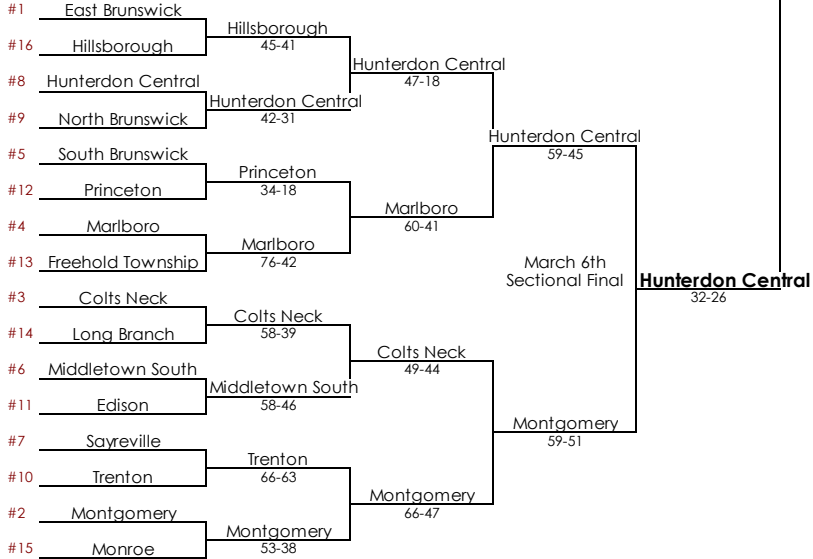 #1 East Brunswick
Hillsborough
45-41
#16 Hillsborough
Hunterdon Central
47-18
#8 Hunterdon Central
Hunterdon Central
42-31
#9 North Brunswick
Hunterdon Central
59-45
#5 South Brunswick
Princeton
34-18
#12 Princeton
Marlboro
60-41
#4 Marlboro
Marlboro
76-42
#13 Freehold Township
March 6th
Sectional Final
Hunterdon Central
32-26
#3 Colts Neck
Colts Neck
58-39
#14 Long Branch
Colts Neck
49-44
#6 Middletown South
Middletown South
58-46
#11 Edison
Montgomery
59-51
#7 Sayreville
Trenton
66-63
#10 Trenton
Montgomery
66-47
#2 Montgomery
Montgomery
53-38
#15 Monroe